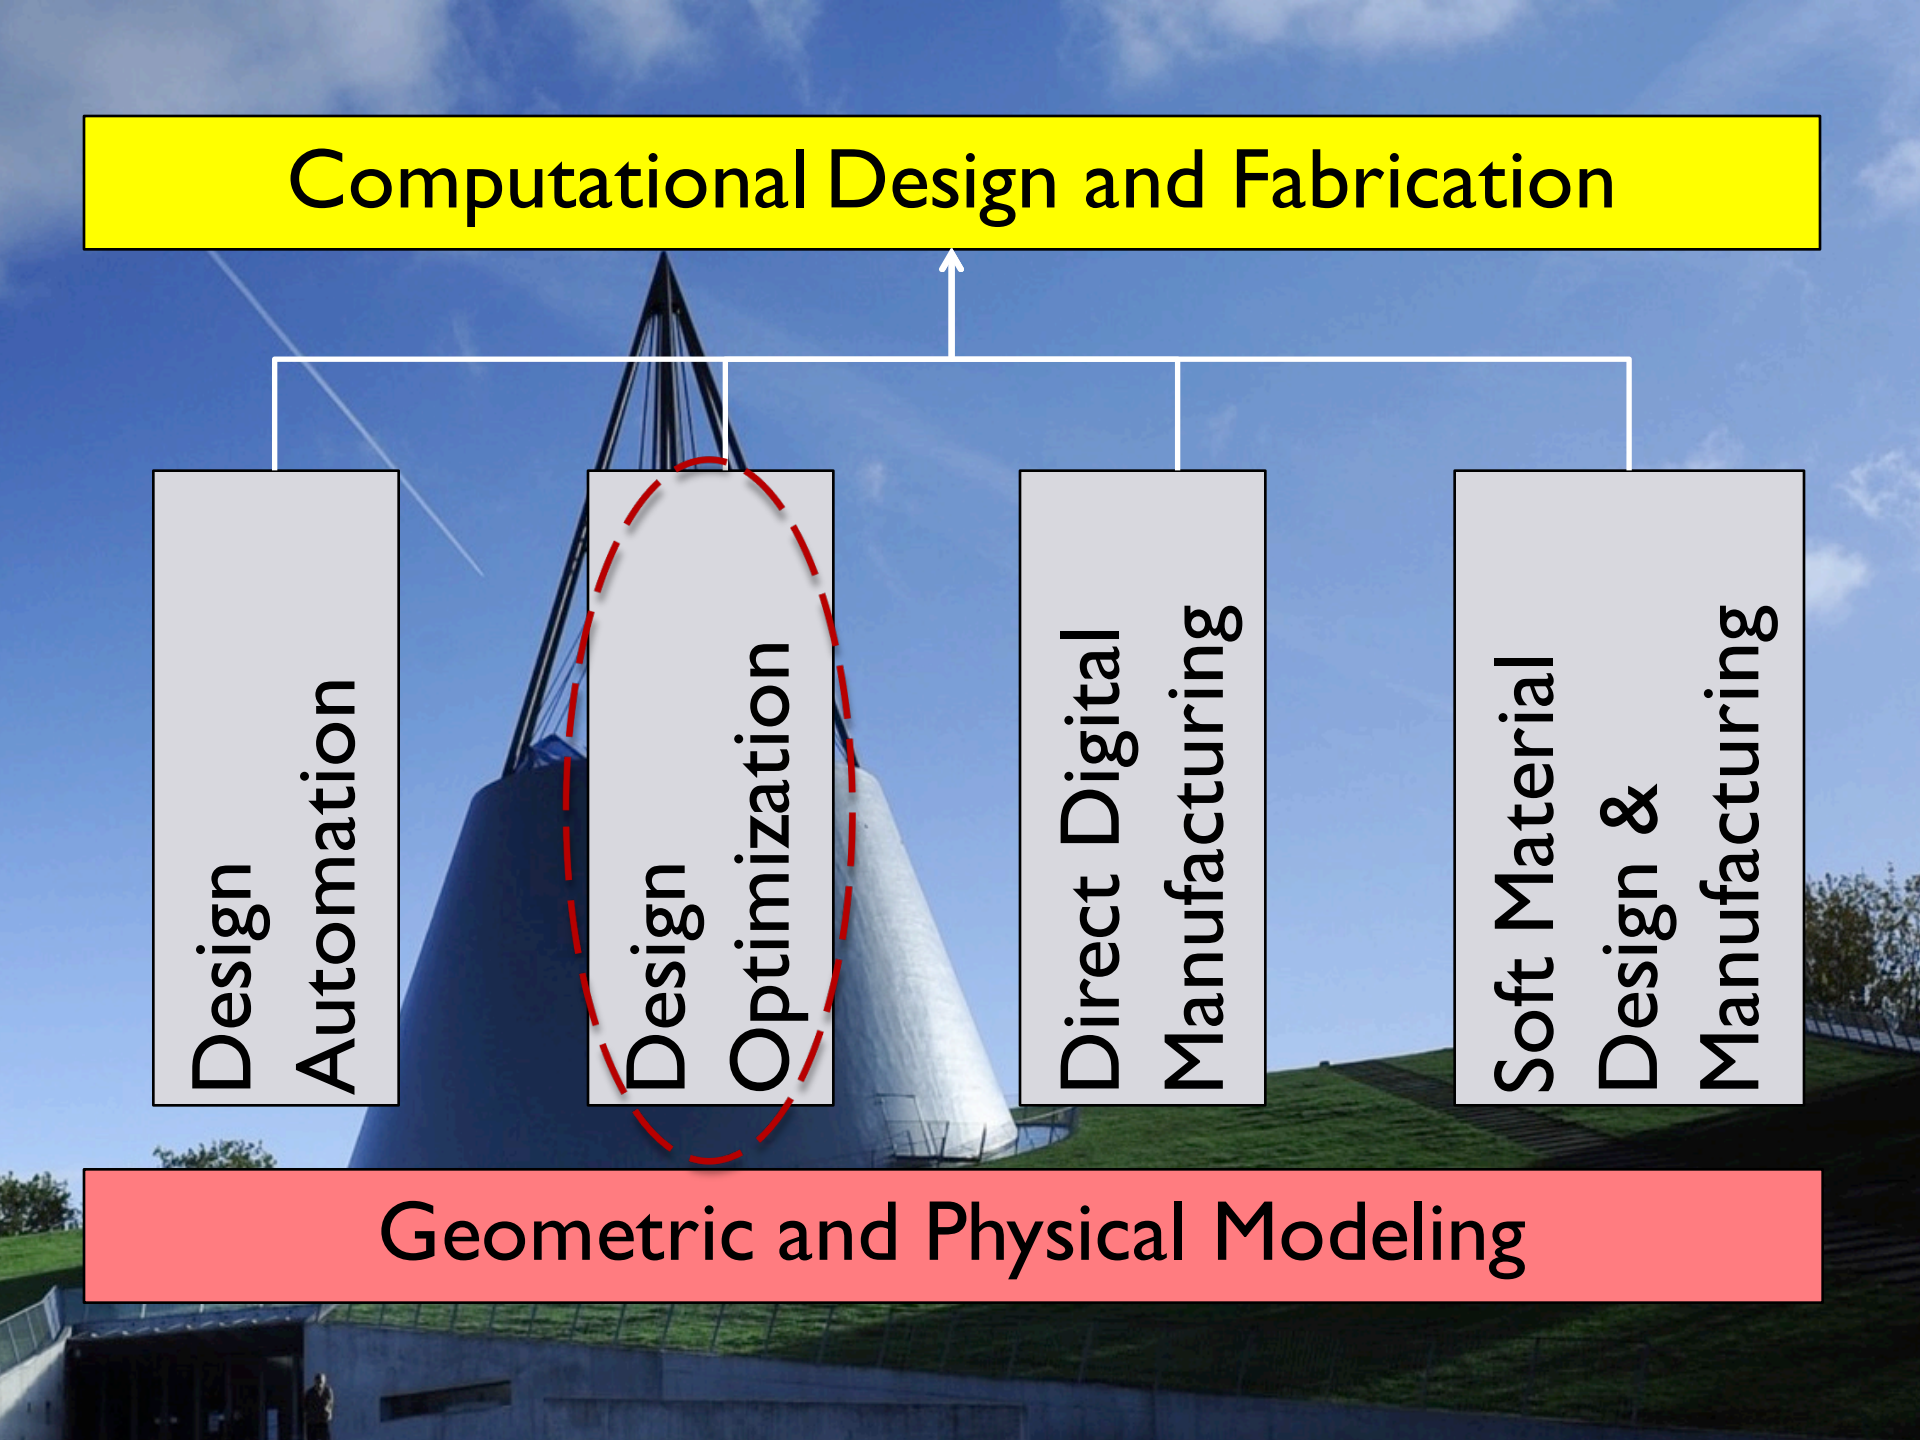 Computational Design and Fabrication
Design
Automation
Design
Optimization
Direct Digital
Manufacturing
Soft Material
Design &
Manufacturing
Geometric and Physical Modeling